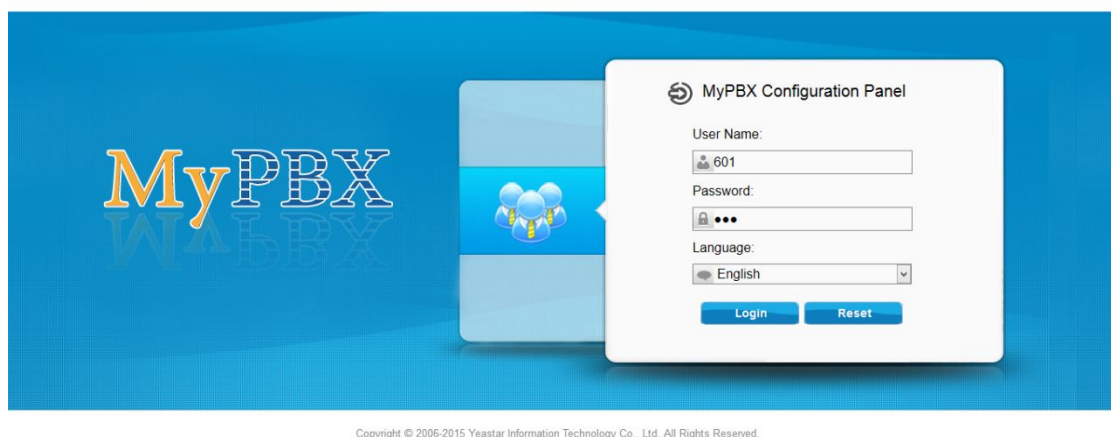 MyPBX
MyPBX Configuration Panel
User Name:
601
Password:
•••
Language:
English
Login Reset
Copyright © 2006-2015 Yeastar Information Technology Co., Ltd. All Rights Reserved.